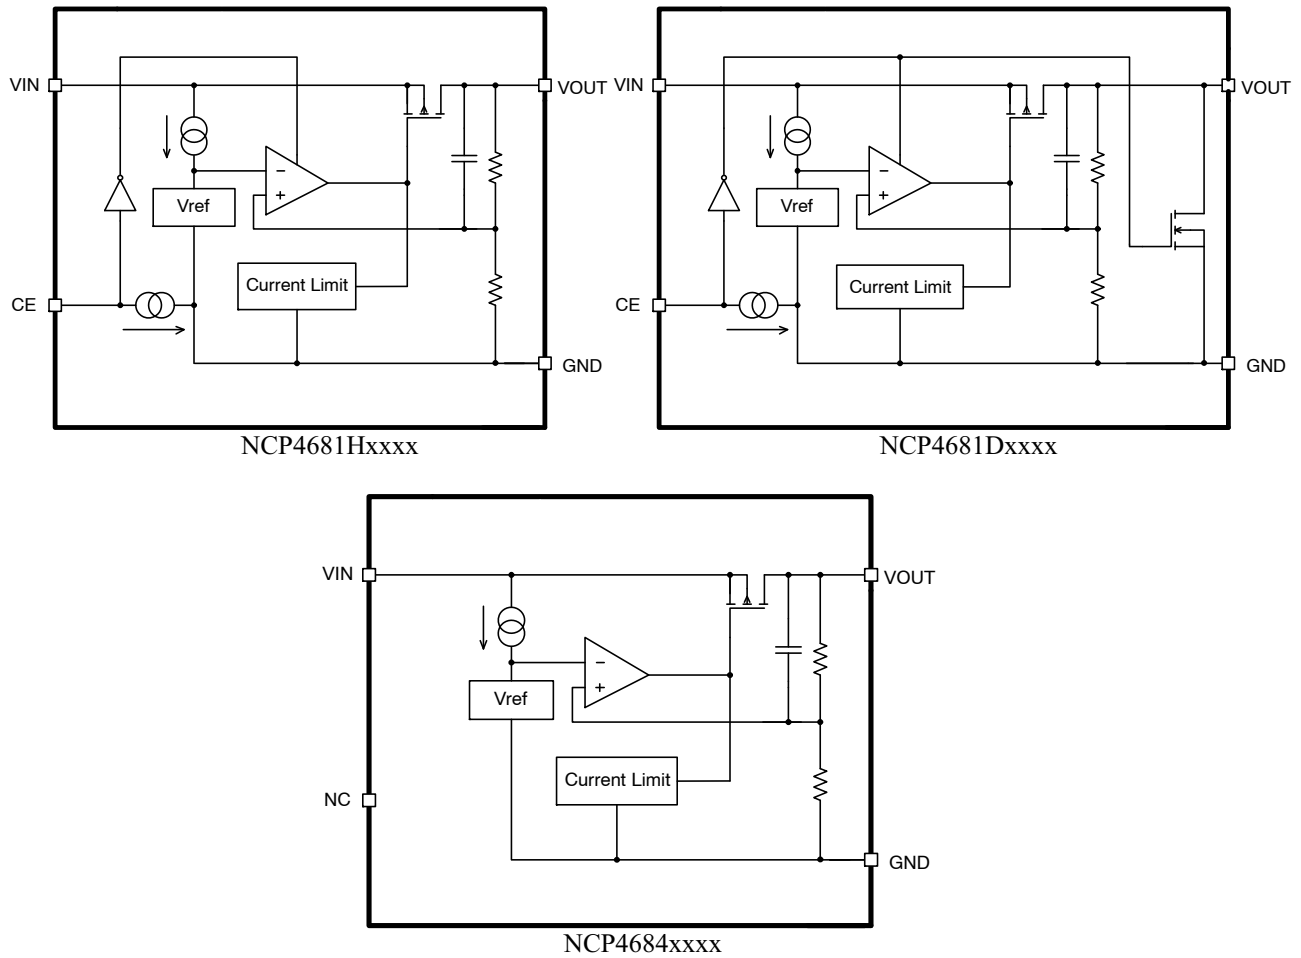 VIN
VOUT
−
+
Vref
Current Limit
CE
GND
NCP4681Hxxxx
VIN
VOUT
−
+
Vref
Current Limit
CE
GND
NCP4681Dxxxx
VIN
VOUT
−
+
Vref
Current Limit
NC
GND
NCP4684xxxx